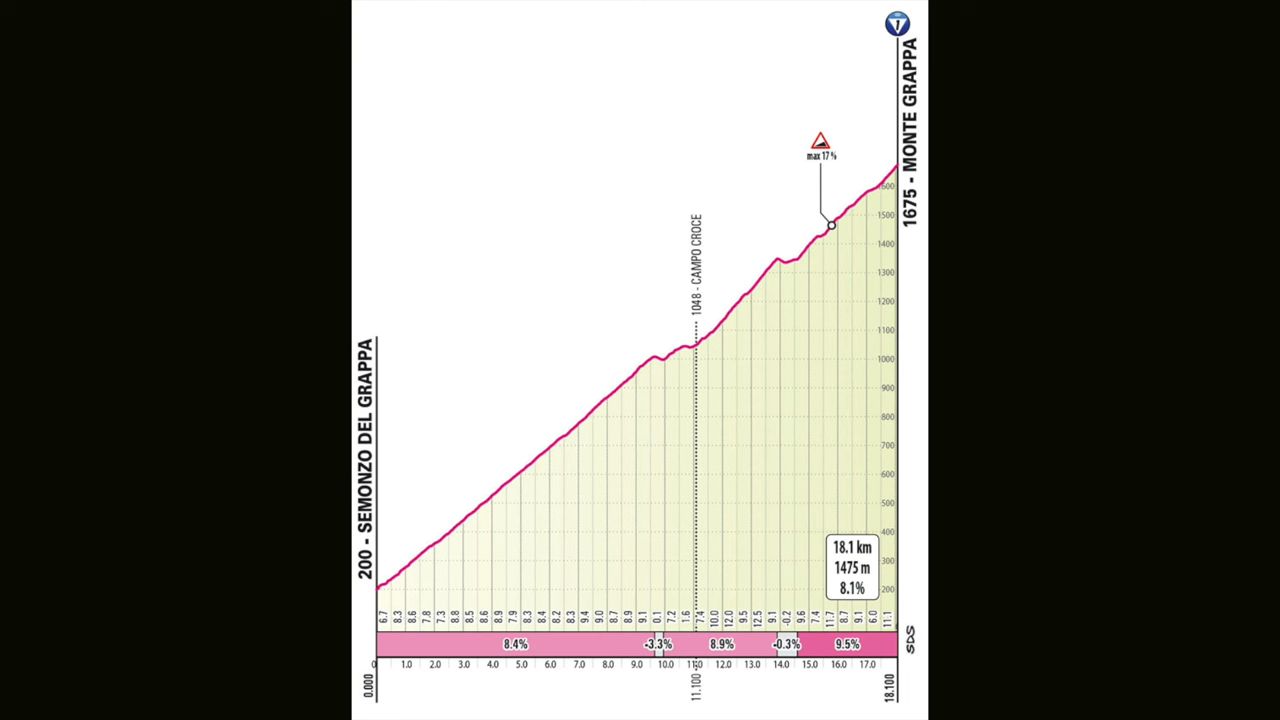 1
1675 - MONTE GRAPPA
max 17 %
1048 - CAMPO CROCE
200 - SEMONZO DEL GRAPPA
1600
1500
1400
1300
1200
1100
1000
900
800
700
600
500
400
300
200
18.1 km
1475 m
8.1%
6.7 8.3 8.6 7.8 7.3 8.8 8.5 8.6 8.9 7.9 8.3 8.4 8.2 8.3 9.4 9.0 8.7 8.9 9.1 0.1 7.2 1.6 7.4 10.0 12.0 9.5 12.5 9.1 -0.2 9.6 7.4 11.7 8.7 9.1 6.0 11.1
8.4% -3.3% 8.9% -0.3% 9.5%
SDS
0 1.0 2.0 3.0 4.0 5.0 6.0 7.0 8.0 9.0 10.0 11.0 12.0 13.0 14.0 15.0 16.0 17.0
0.000 11.100 18.100